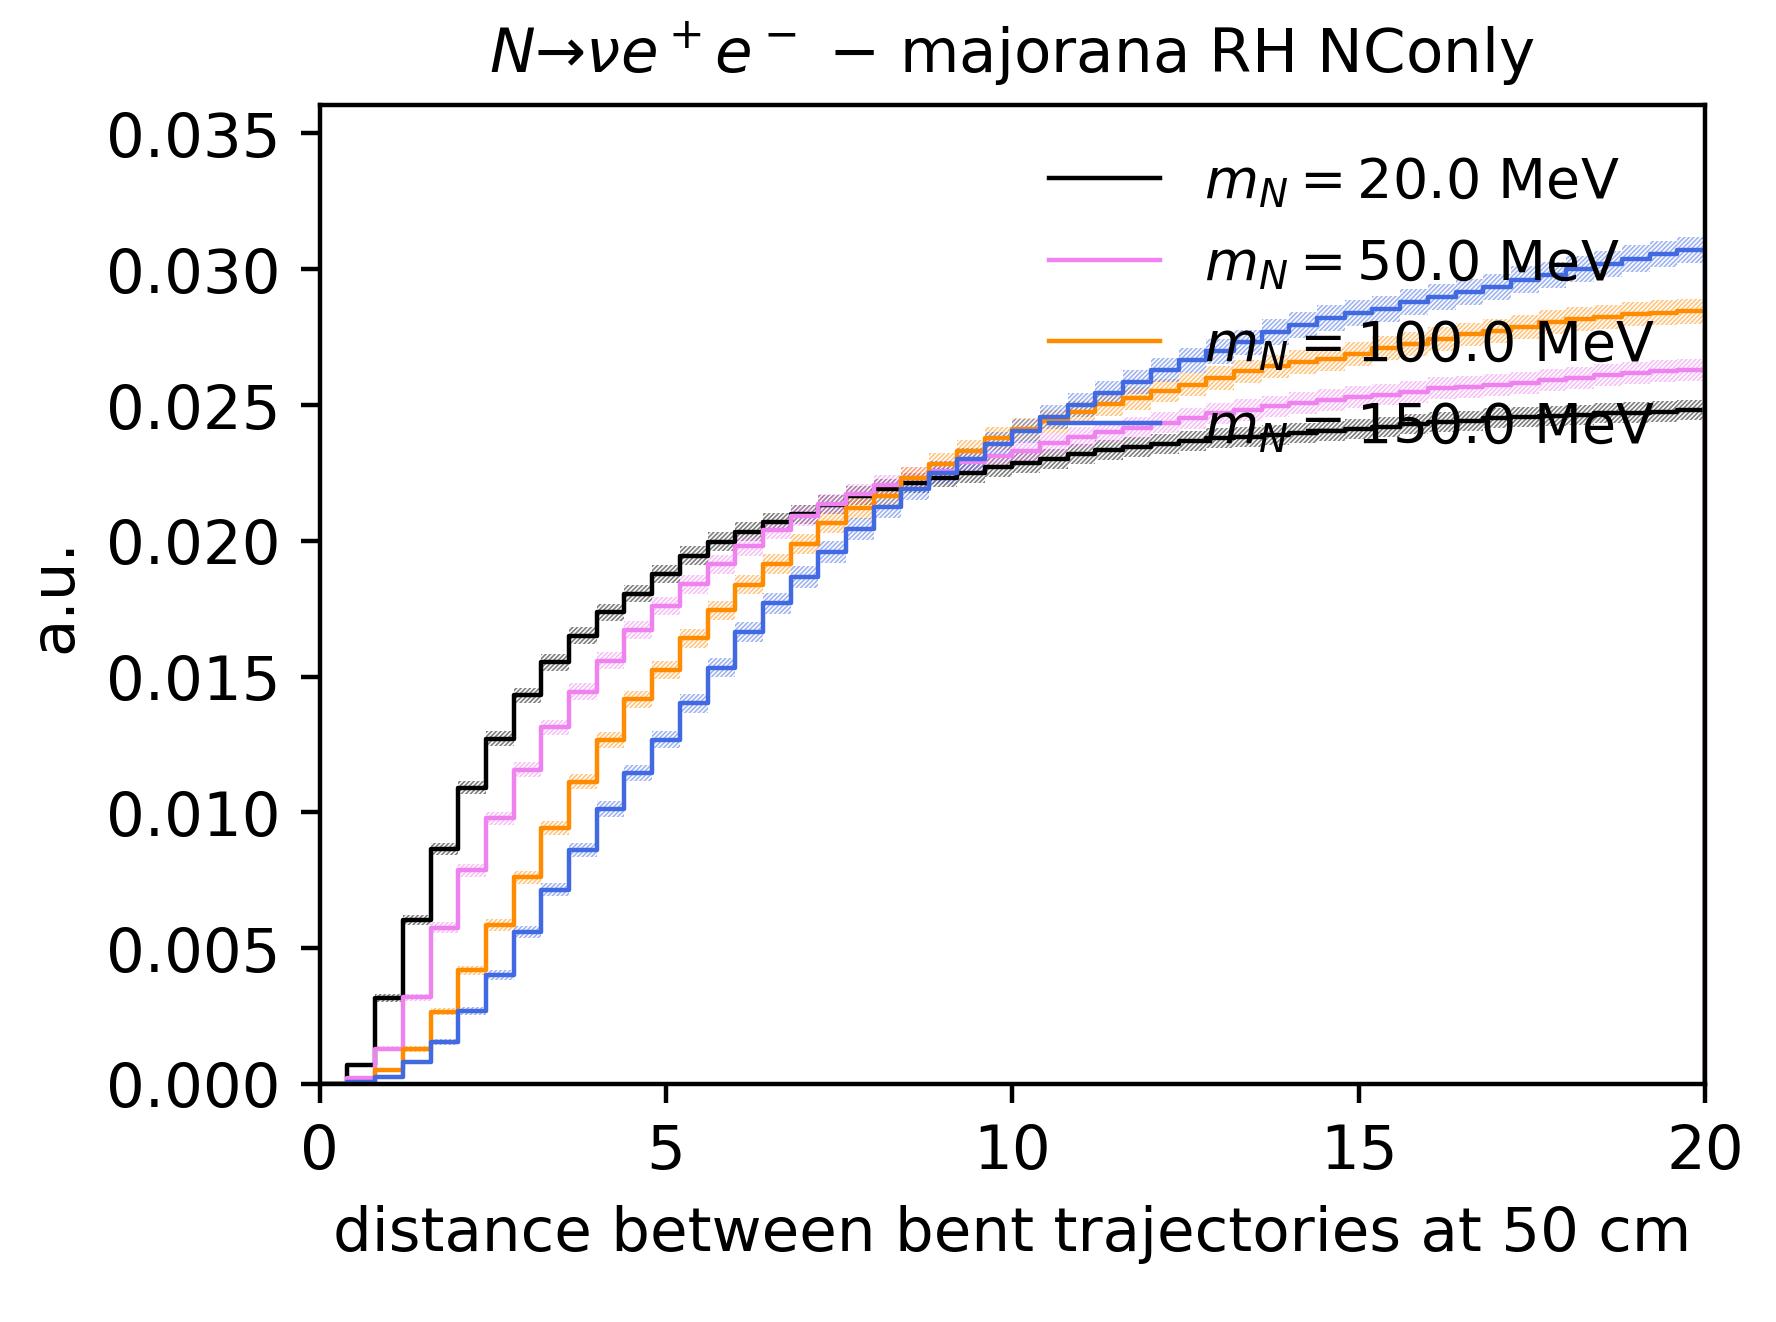 N→νe⁺e⁻ − majorana RH NConly
0.035
0.030
0.025
0.020
0.015
0.010
0.005
0.000
a.u.
m_N = 20.0 MeV
m_N = 50.0 MeV
m_N = 100.0 MeV
m_N = 150.0 MeV
0 5 10 15 20
distance between bent trajectories at 50 cm